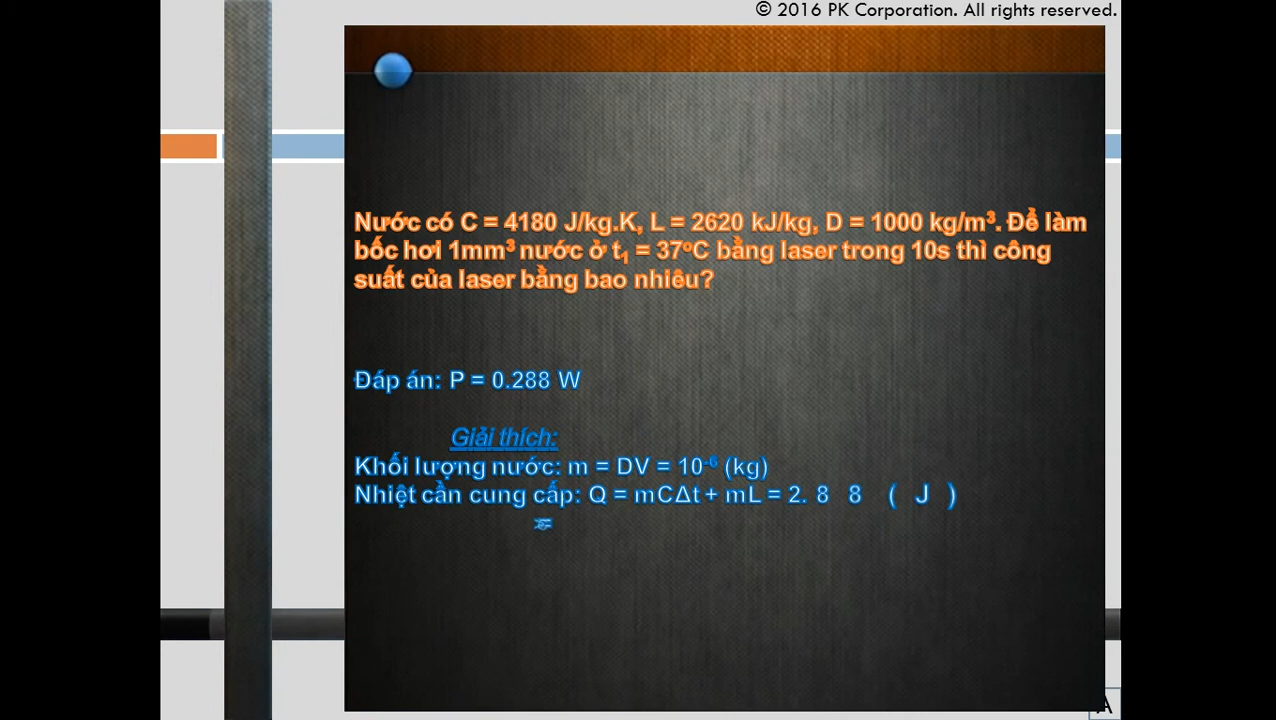 © 2016 PK Corporation. All rights reserved.
Nước có C = 4180 J/kg.K, L = 2620 kJ/kg, D = 1000 kg/m³. Để làm
bốc hơi 1mm³ nước ở t₁ = 37ºC bằng laser trong 10s thì công
suất của laser bằng bao nhiêu?
Đáp án: P = 0.288 W
Giải thích:
Khối lượng nước: m = DV = 10⁻⁶ (kg)
Nhiệt cần cung cấp: Q = mCΔt + mL = 2. 8 8 ( J )
A